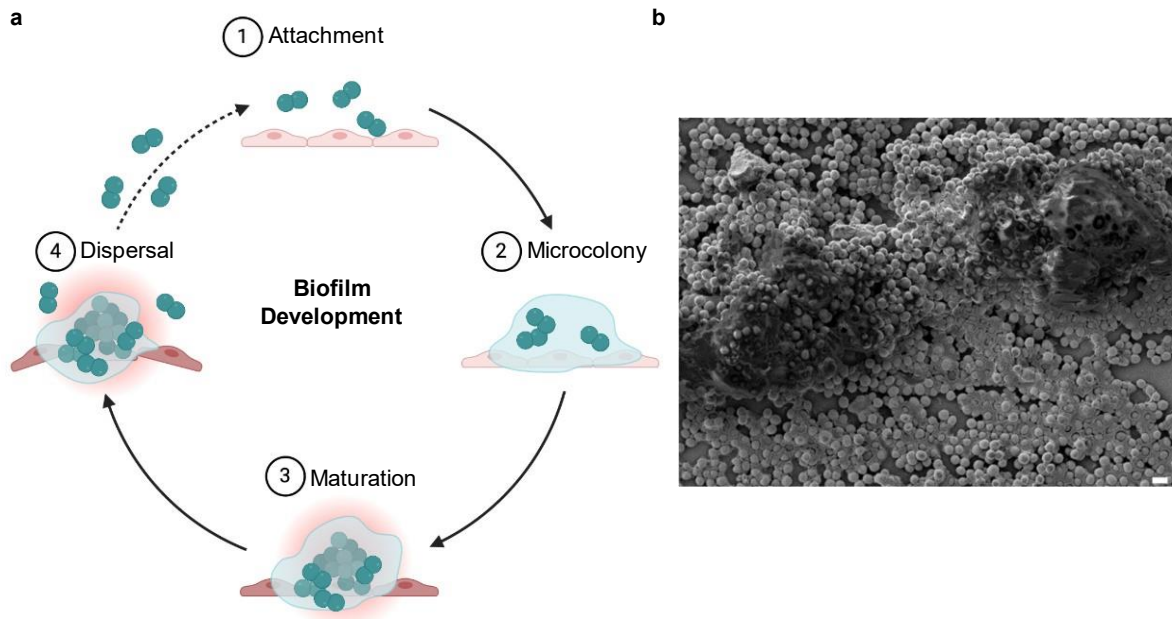 a
b
1 Attachment
4 Dispersal
2 Microcolony
Biofilm
Development
3 Maturation